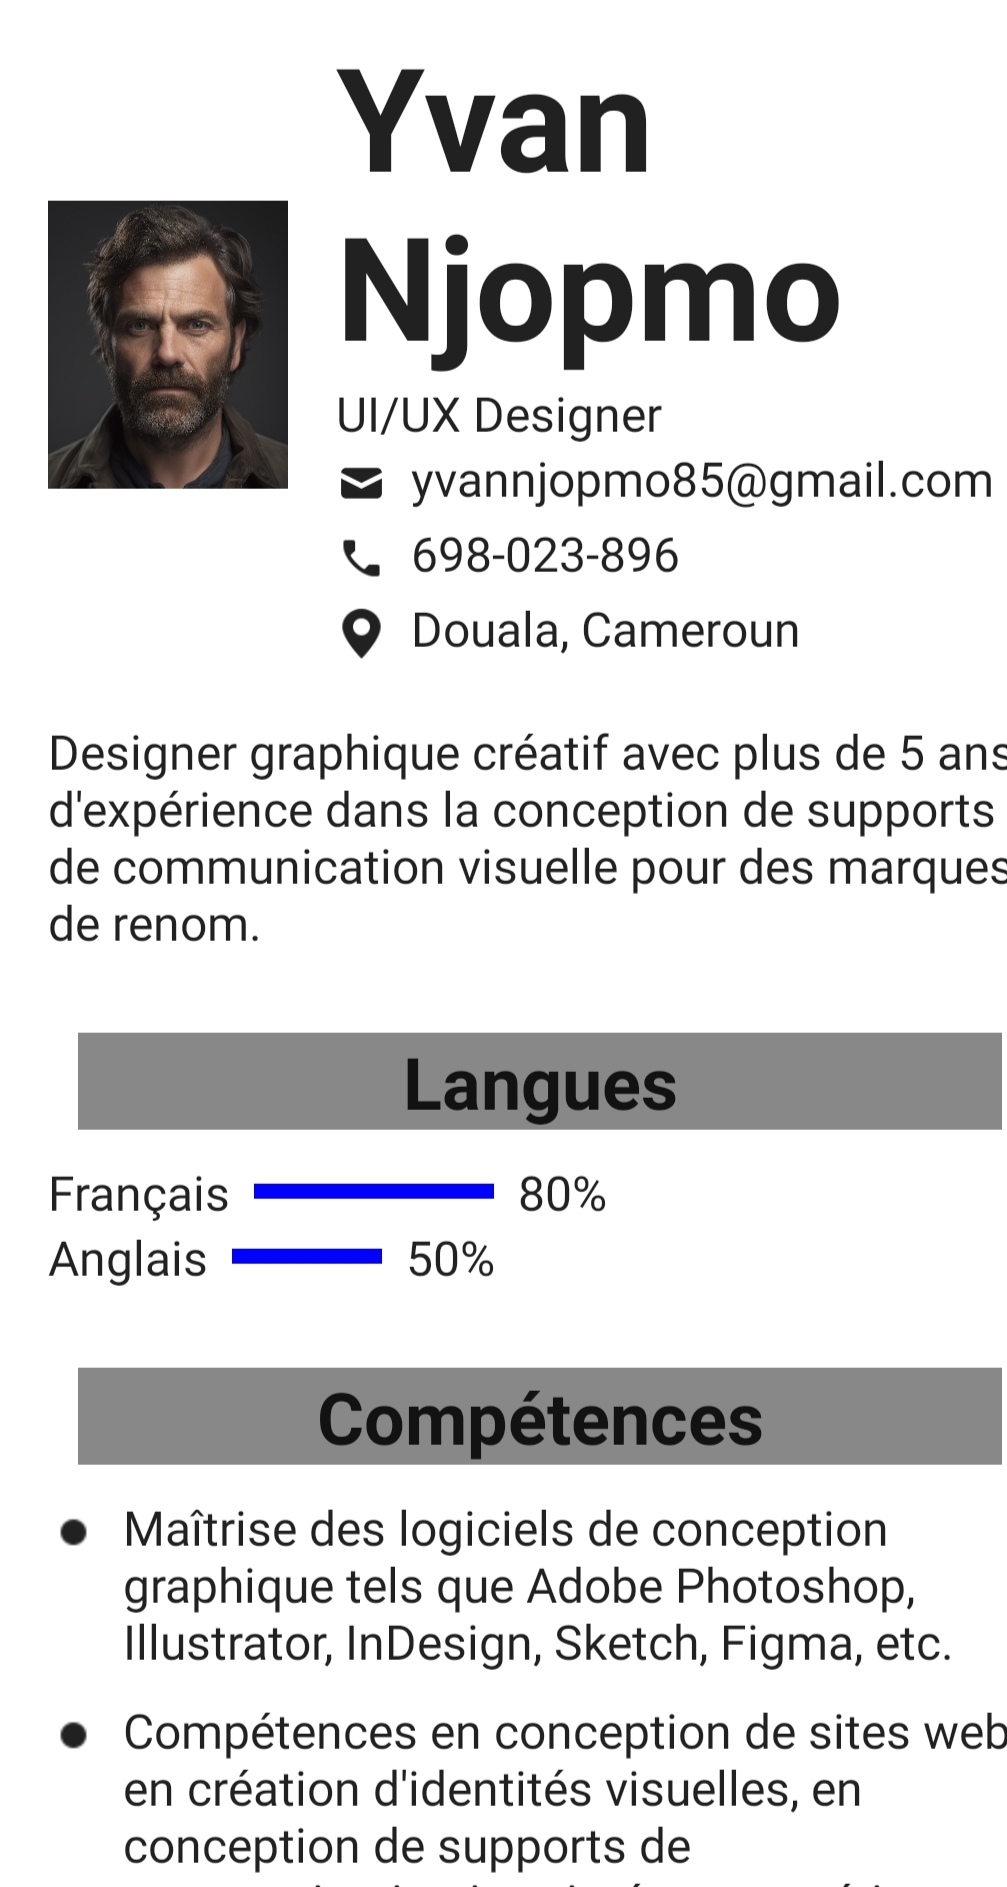 Yvan
Njopmo
UI/UX Designer
yvannjopmo85@gmail.com
698-023-896
Douala, Cameroun
Designer graphique créatif avec plus de 5 ans
d'expérience dans la conception de supports
de communication visuelle pour des marques
de renom.
Langues
Français 80%
Anglais 50%
Compétences
Maîtrise des logiciels de conception
graphique tels que Adobe Photoshop,
Illustrator, InDesign, Sketch, Figma, etc.
Compétences en conception de sites web
en création d'identités visuelles, en
conception de supports de